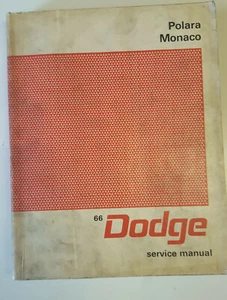 Polara
Monaco
66 Dodge
service manual